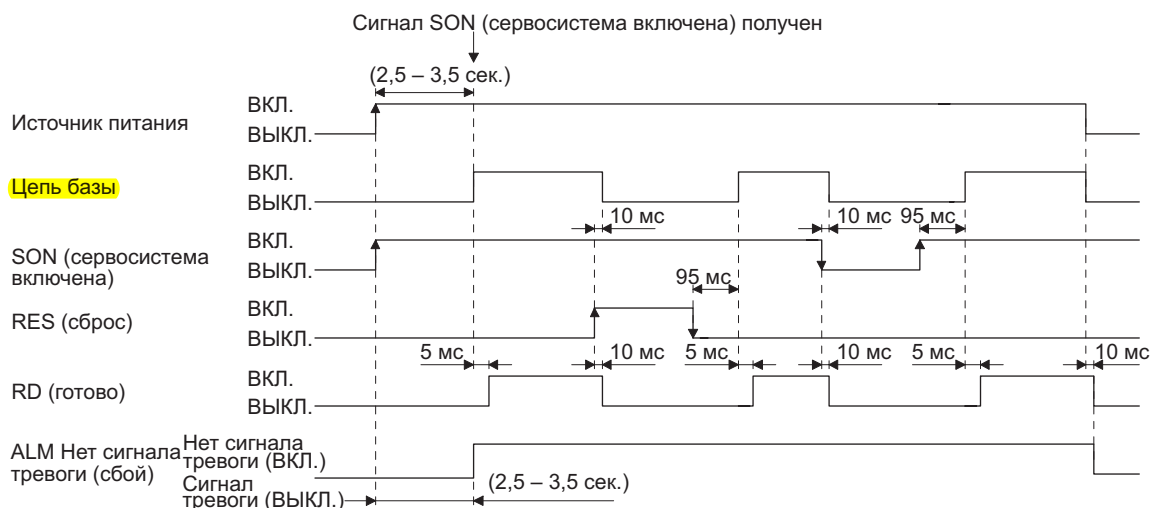 Сигнал SON (сервосистема включена) получен
(2,5 – 3,5 сек.)
Источник питания
ВКЛ.
ВЫКЛ.
Цепь базы
ВКЛ.
ВЫКЛ.
10 мс
10 мс
95 мс
SON (сервосистема
включена)
ВКЛ.
ВЫКЛ.
95 мс
RES (сброс)
ВКЛ.
ВЫКЛ.
5 мс
10 мс
5 мс
10 мс
5 мс
10 мс
RD (готово)
ВКЛ.
ВЫКЛ.
ALM Нет сигнала
тревоги (сбой)
Нет сигнала
тревоги (ВКЛ.)
Сигнал
тревоги (ВЫКЛ.)
(2,5 – 3,5 сек.)